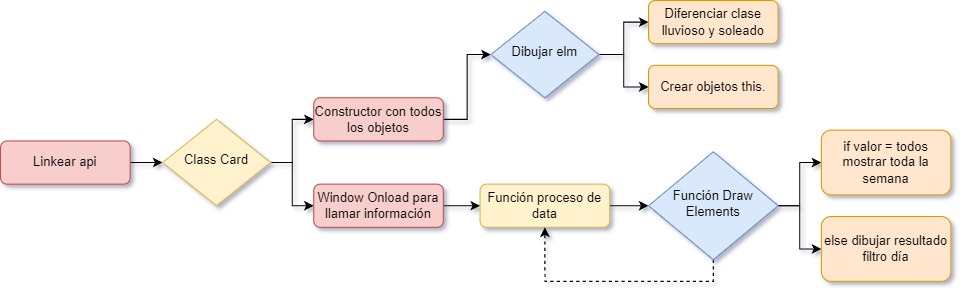 Linkear api
Class Card
Constructor con todos
los objetos
Dibujar elm
Diferenciar clase
lluvioso y soleado
Crear objetos this.
Window Onload para
llamar información
Función proceso de
data
Función Draw
Elements
if valor = todos
mostrar toda la
semana
else dibujar resultado
filtro día